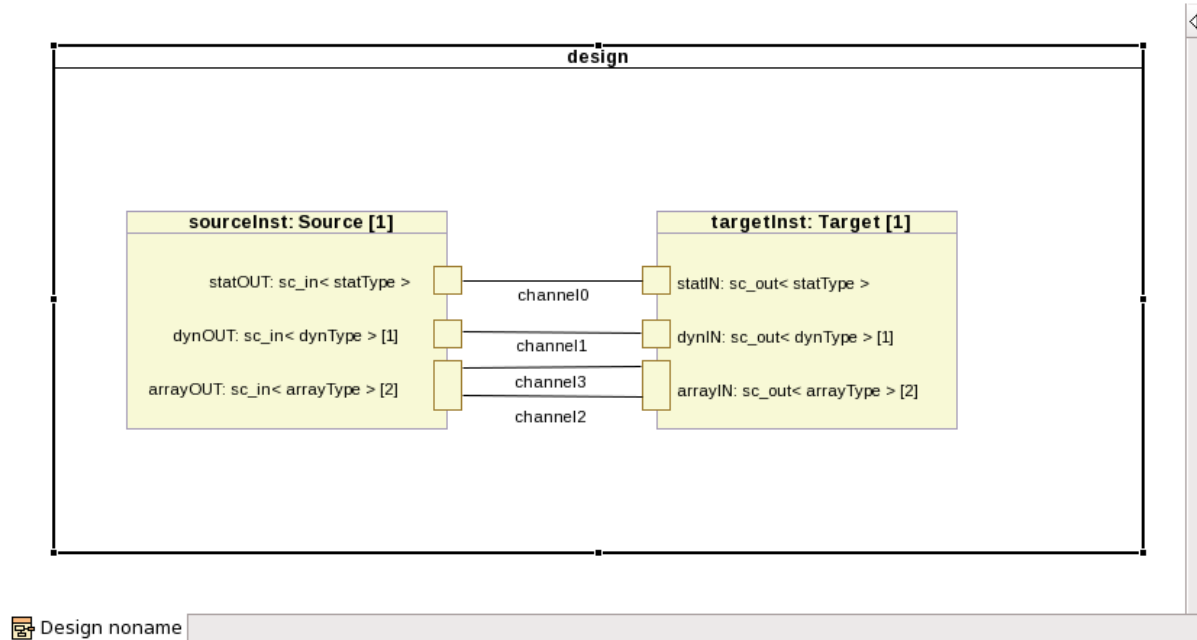 design
sourceInst: Source [1]
targetInst: Target [1]
statOUT: sc_in< statType >
channel0
statIN: sc_out< statType >
dynOUT: sc_in< dynType > [1]
channel1
dynIN: sc_out< dynType > [1]
arrayOUT: sc_in< arrayType > [2]
channel3
arrayIN: sc_out< arrayType > [2]
channel2
Design noname